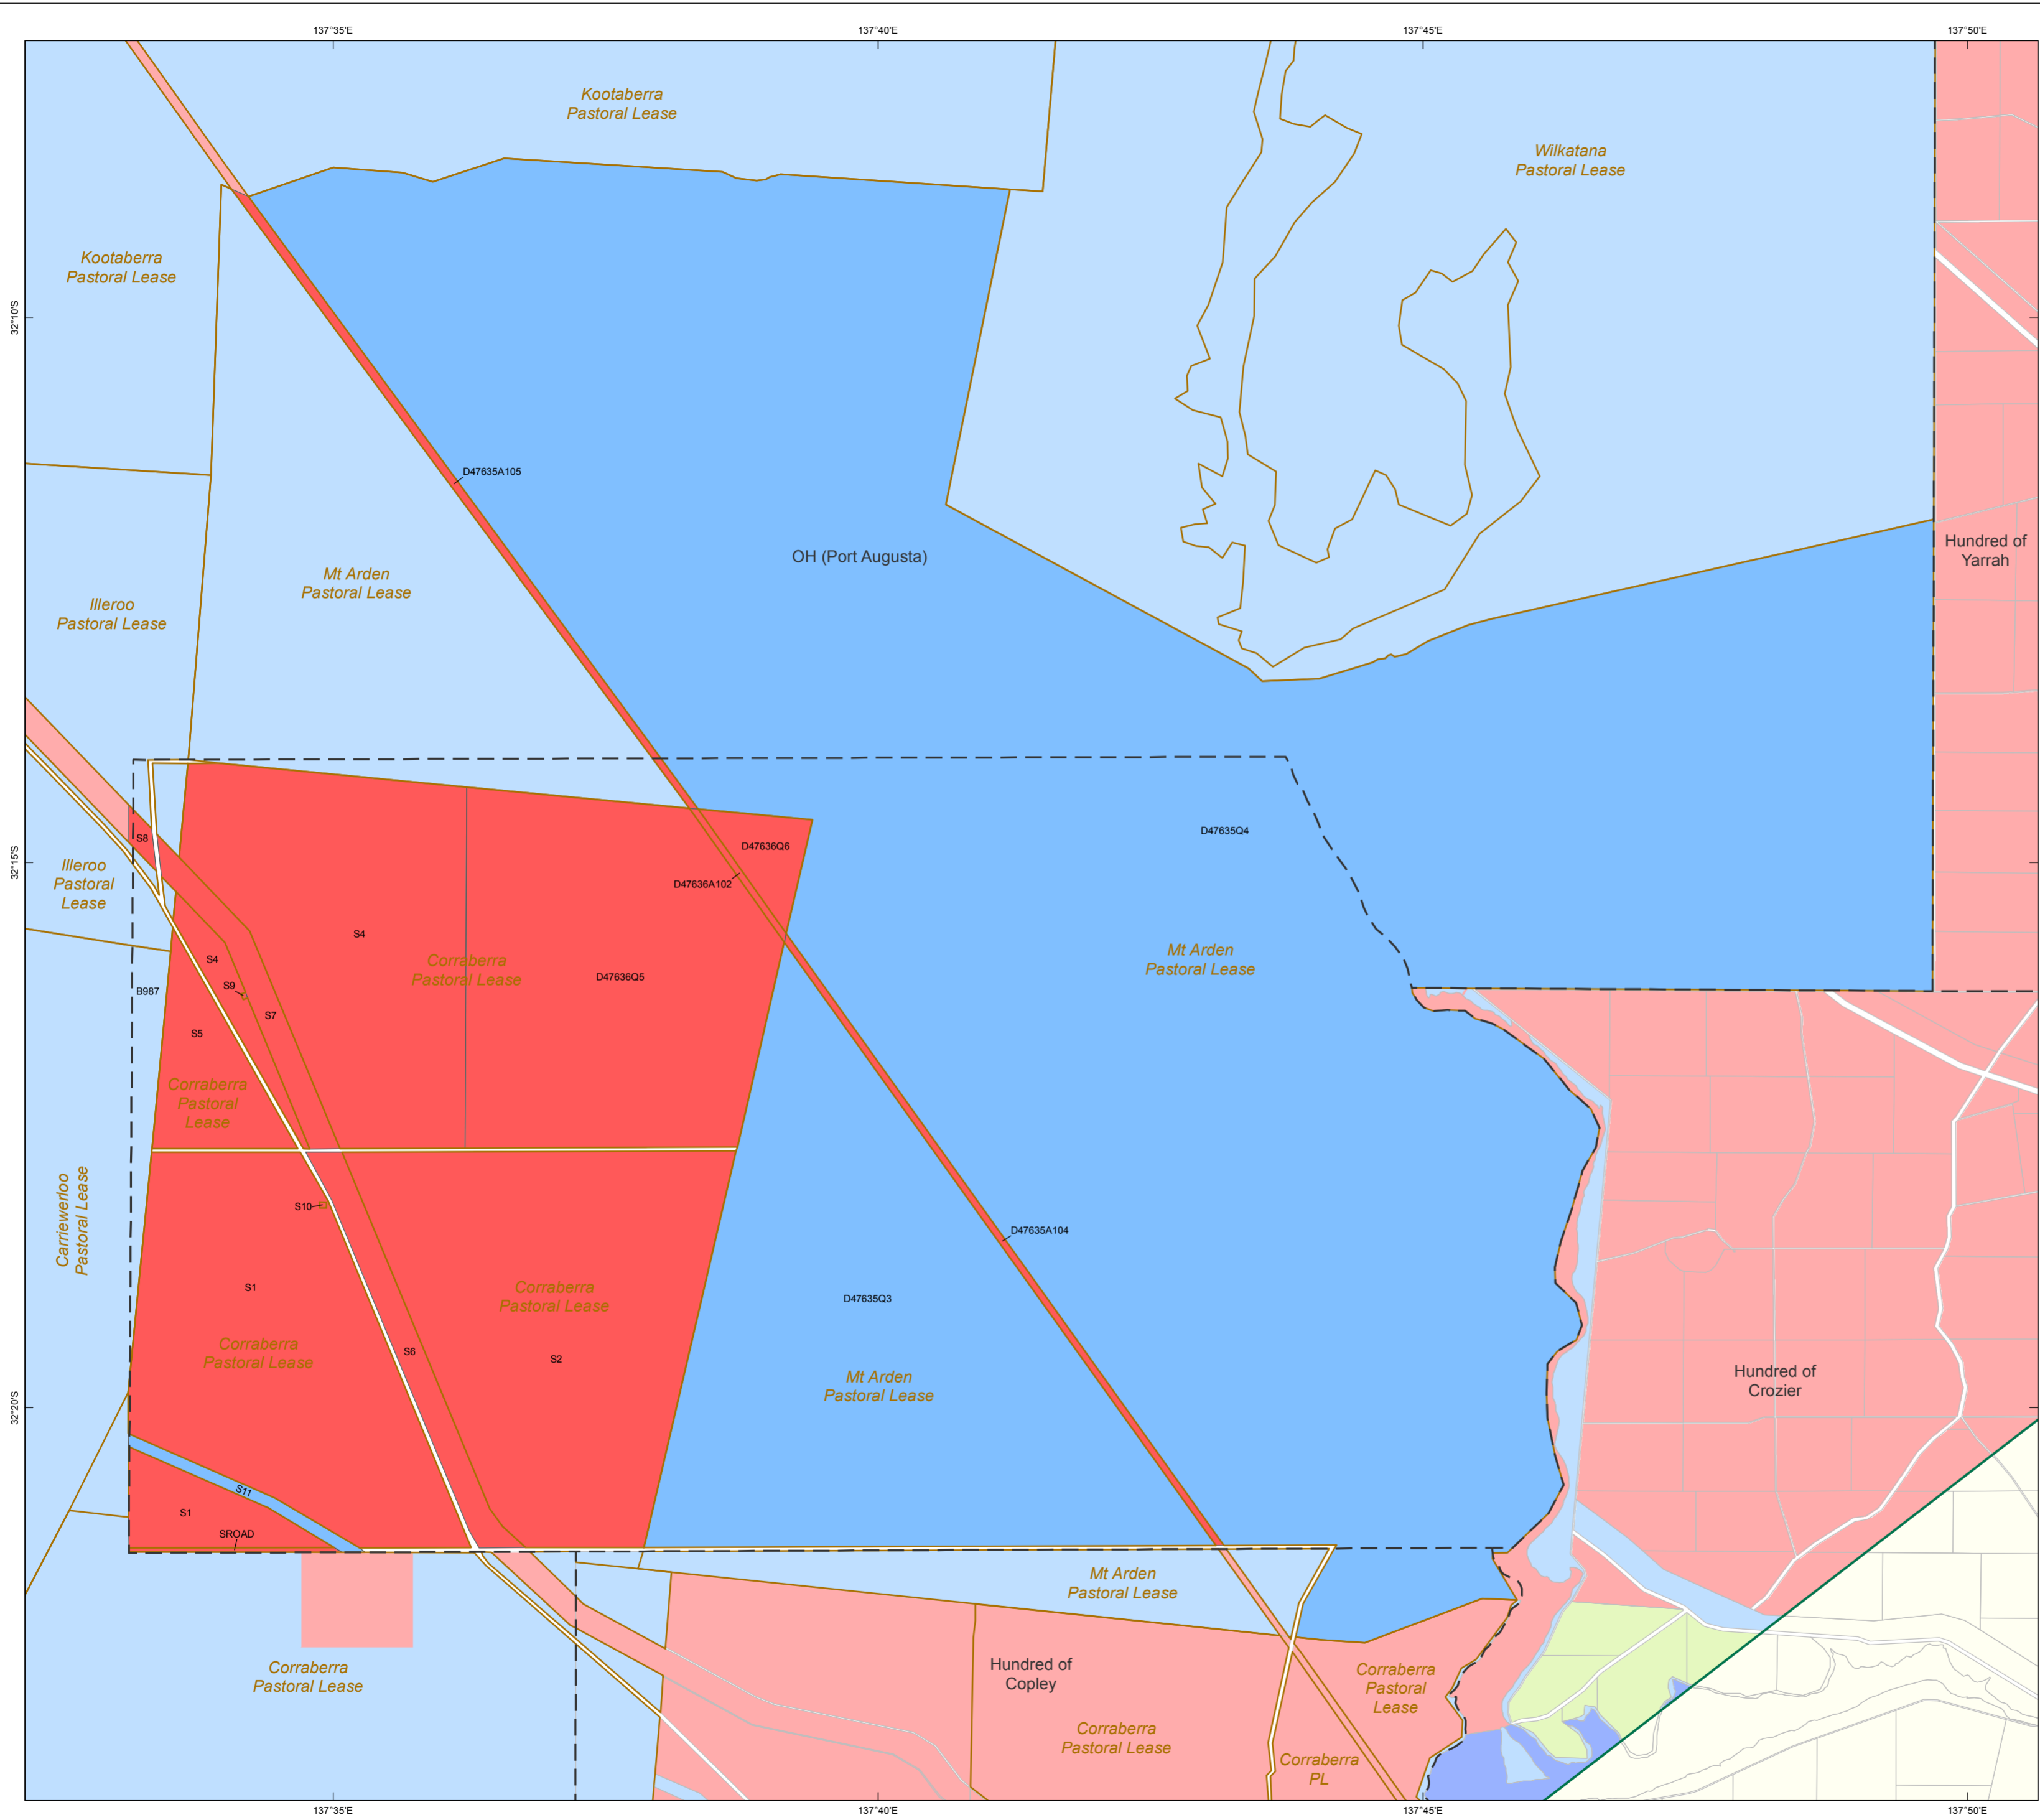 137°35'E
137°40'E
137°45'E
137°50'E
Kootaberra
Pastoral Lease
Wilkatana
Pastoral Lease
Kootaberra
Pastoral Lease
32°10'S
D47635A105
OH (Port Augusta)
Hundred of
Yarrah
Mt Arden
Pastoral Lease
Illeroo
Pastoral Lease
D47635Q4
S8
D47636Q6
32°15'S
Illeroo
Pastoral
Lease
D47636A102
S4
Mt Arden
Pastoral Lease
S4
Corraberra
Pastoral Lease
D47636Q5
S9
B987
S7
S5
Corraberra
Pastoral
Lease
Carriewerloo
Pastoral Lease
S10
D47635A104
S1
Corraberra
Pastoral Lease
D47635Q3
Corraberra
Pastoral Lease
S6
S2
Mt Arden
Pastoral Lease
Hundred of
Crozier
32°20'S
S11
S1
SROAD
Mt Arden
Pastoral Lease
Corraberra
Pastoral Lease
Hundred of
Copley
Corraberra
Pastoral
Lease
Corraberra
Pastoral Lease
Corraberra
PL
137°35'E
137°40'E
137°45'E
137°50'E